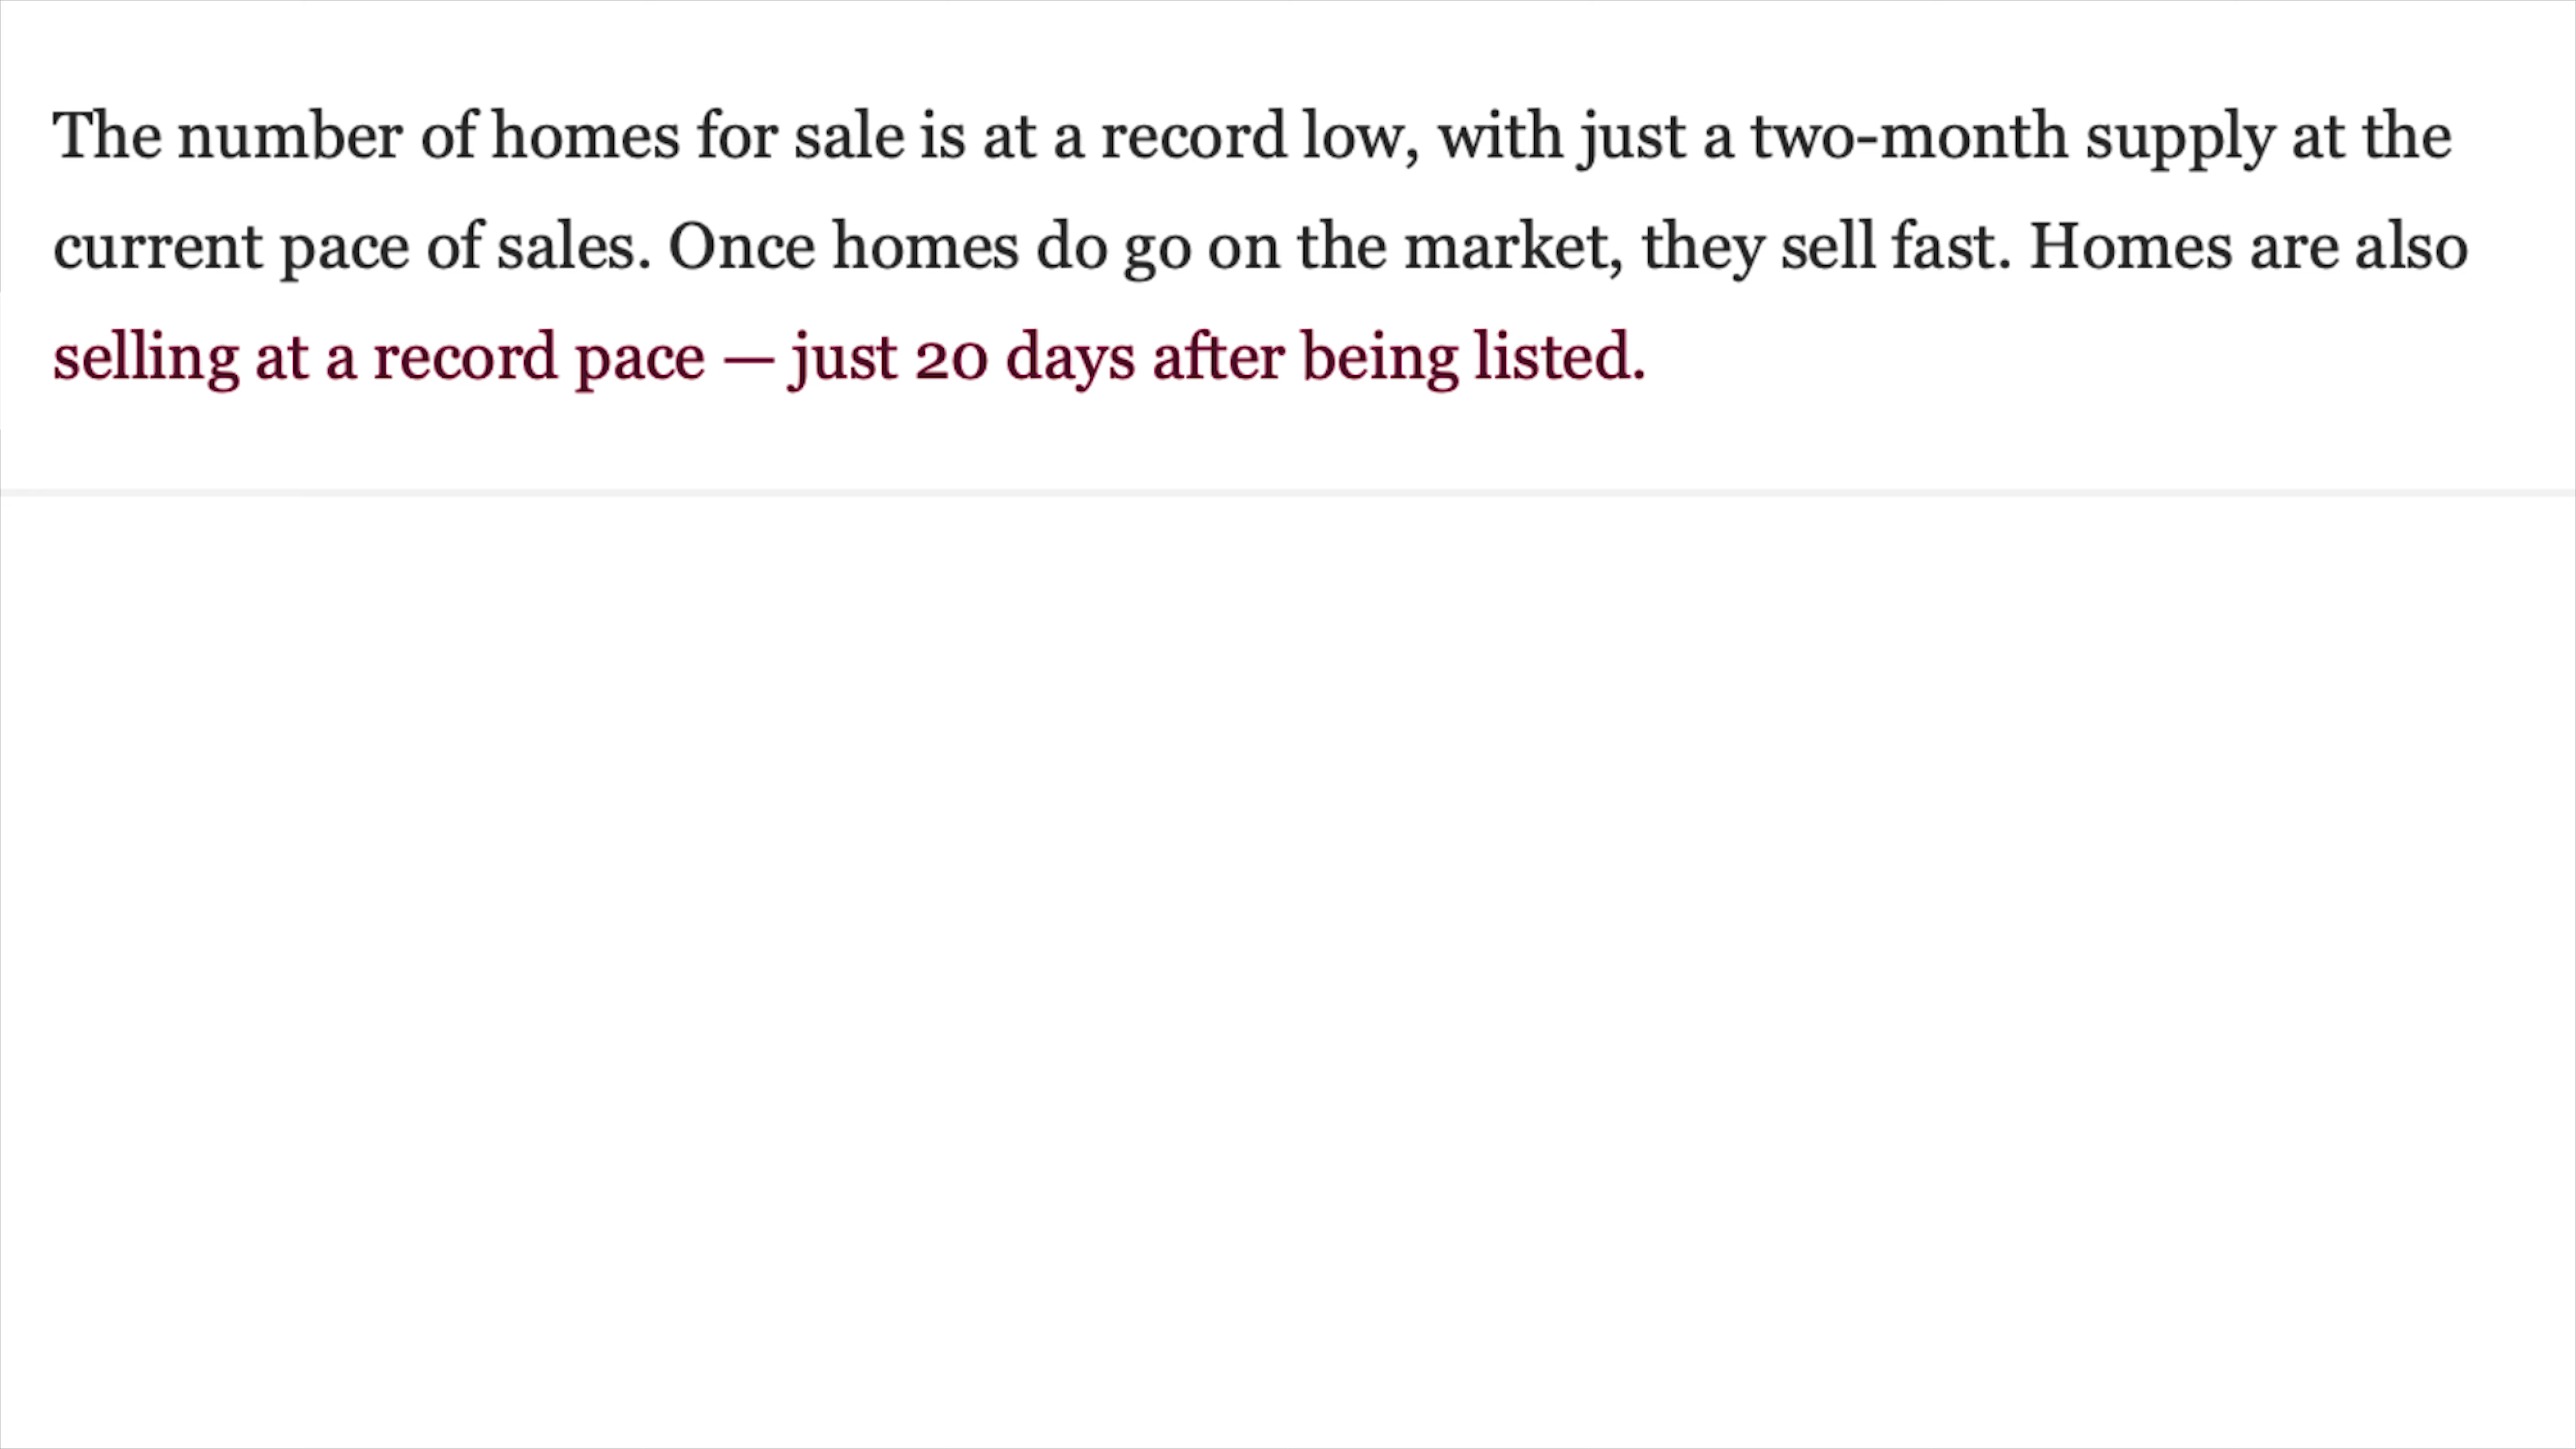 The number of homes for sale is at a record low, with just a two-month supply at the
current pace of sales. Once homes do go on the market, they sell fast. Homes are also
selling at a record pace — just 20 days after being listed.